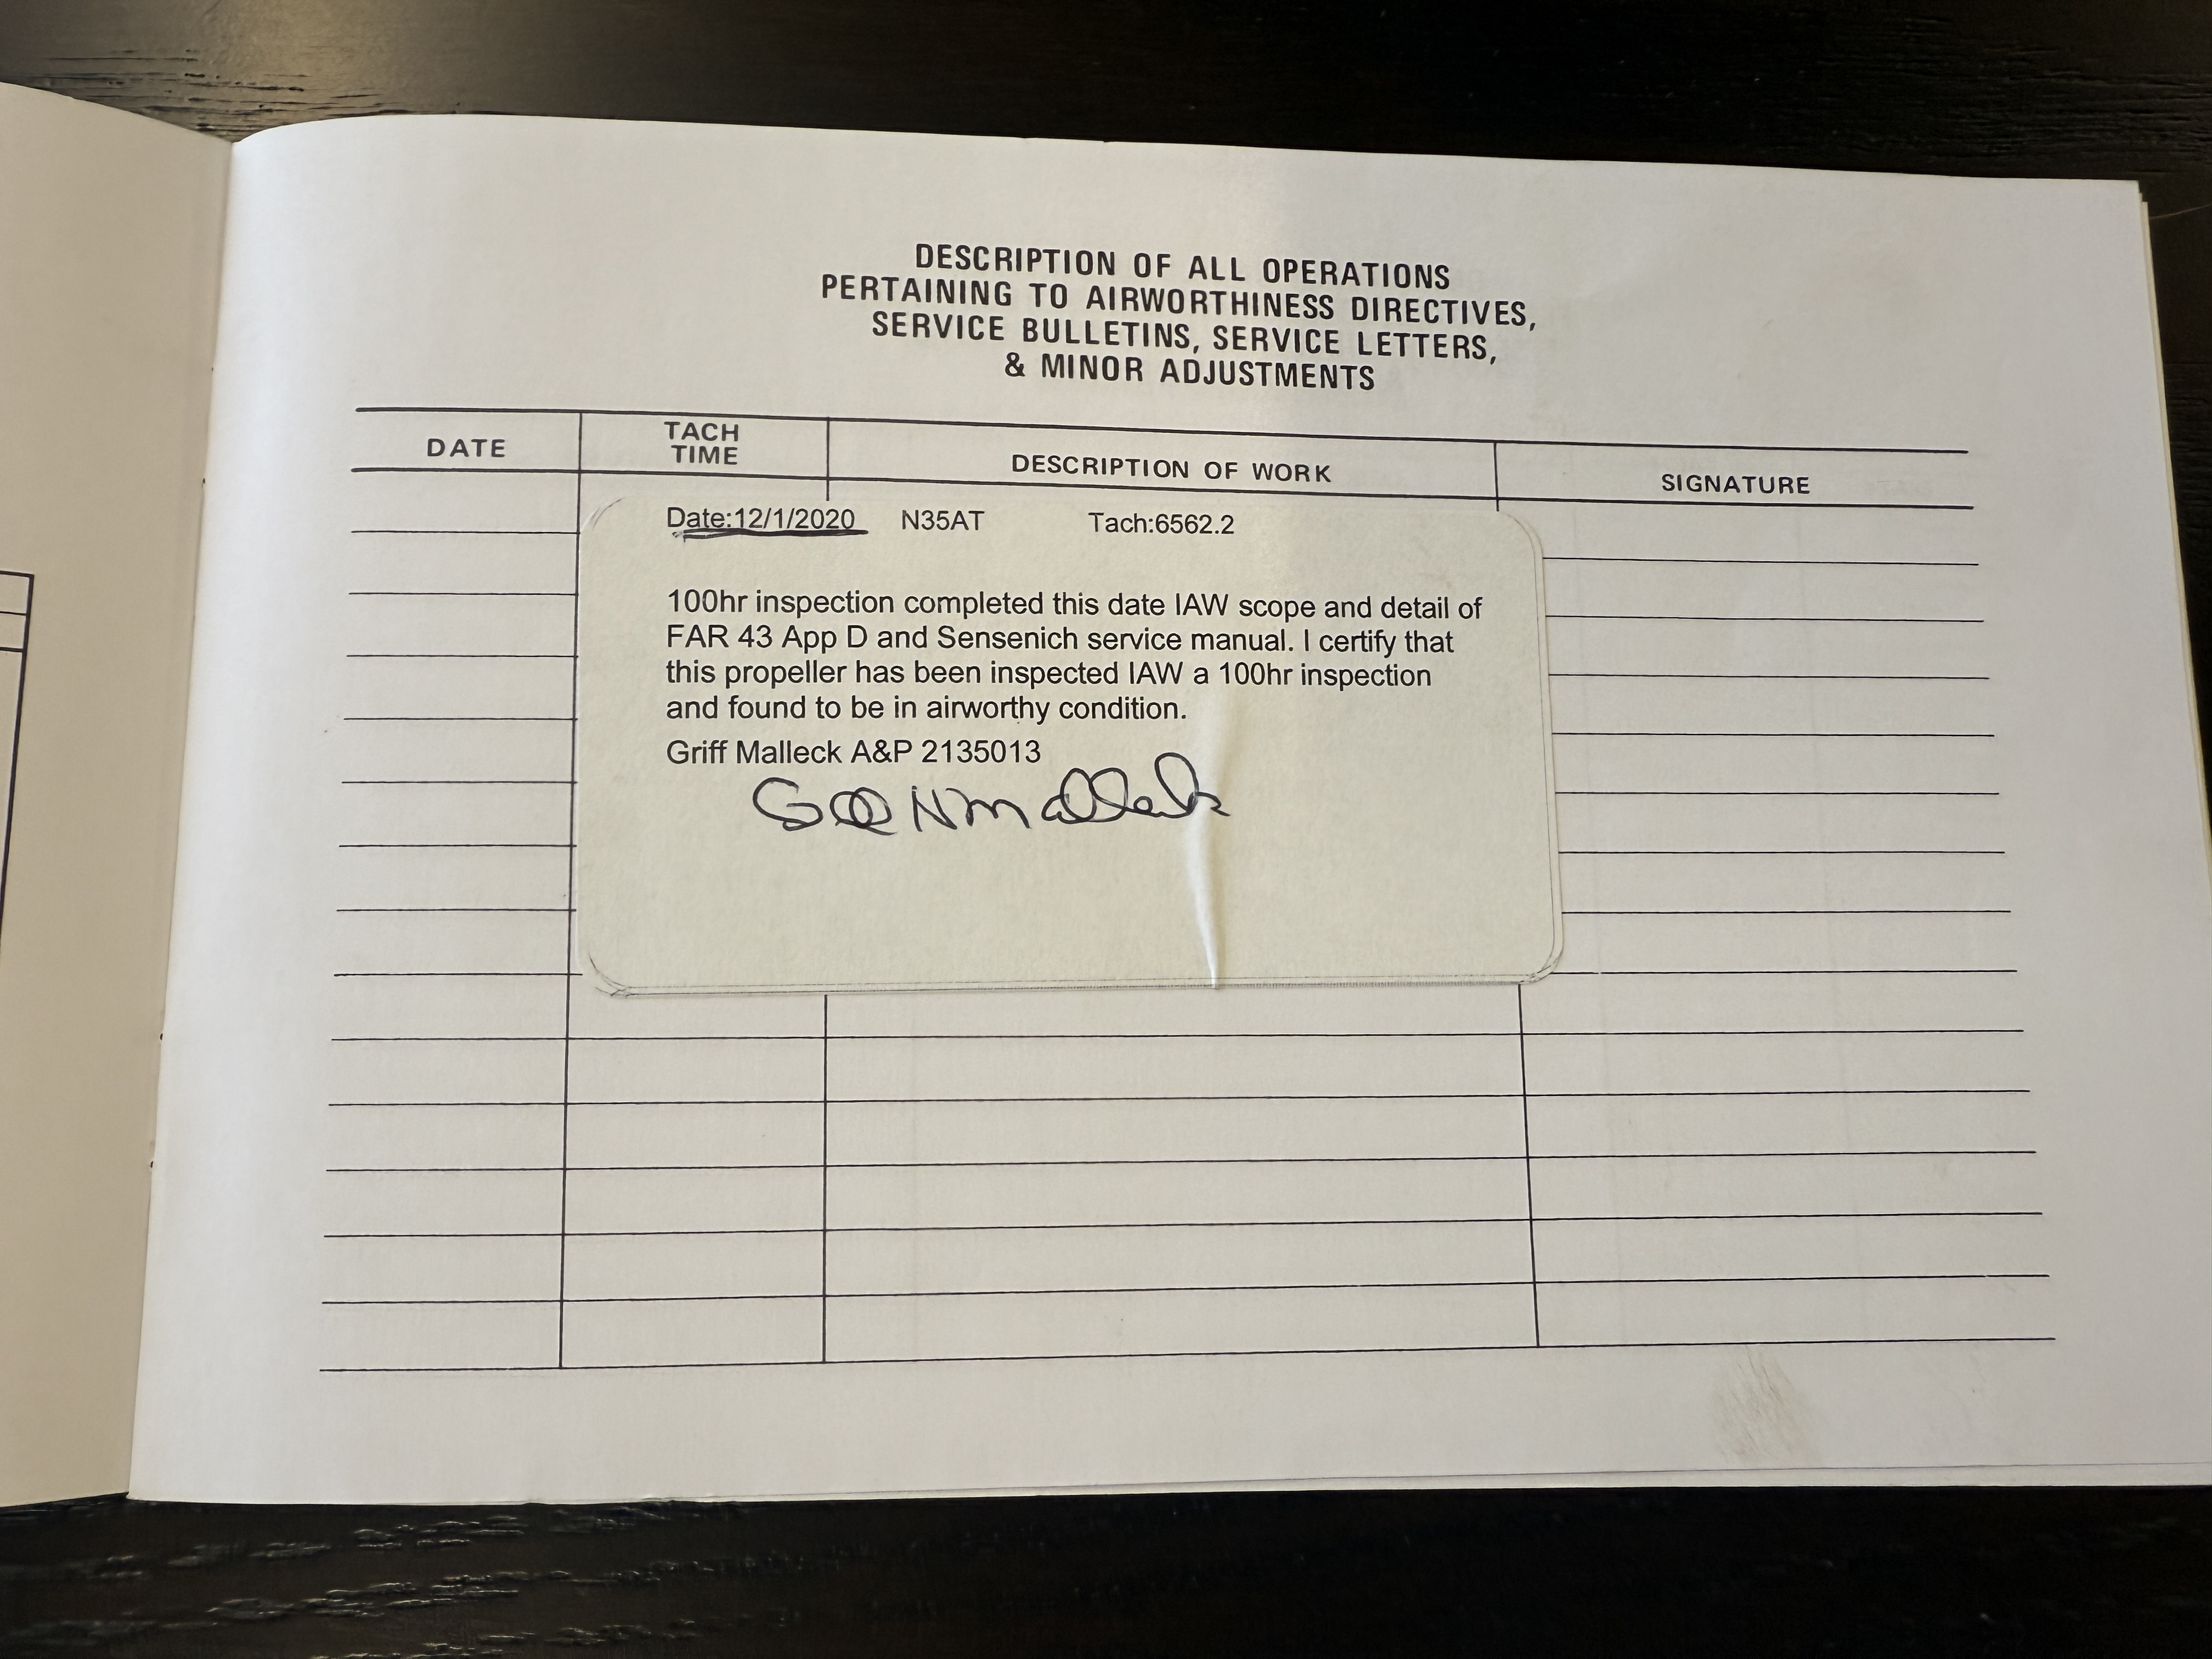 DESCRIPTION OF ALL OPERATIONS
PERTAINING TO AIRWORTHINESS DIRECTIVES,
SERVICE BULLETINS, SERVICE LETTERS,
& MINOR ADJUSTMENTS
DATE
TACH
TIME
DESCRIPTION OF WORK
SIGNATURE
Date:12/1/2020 N35AT Tach:6562.2
100hr inspection completed this date IAW scope and detail of
FAR 43 App D and Sensenich service manual. I certify that
this propeller has been inspected IAW a 100hr inspection
and found to be in airworthy condition.
Griff Malleck A&P 2135013